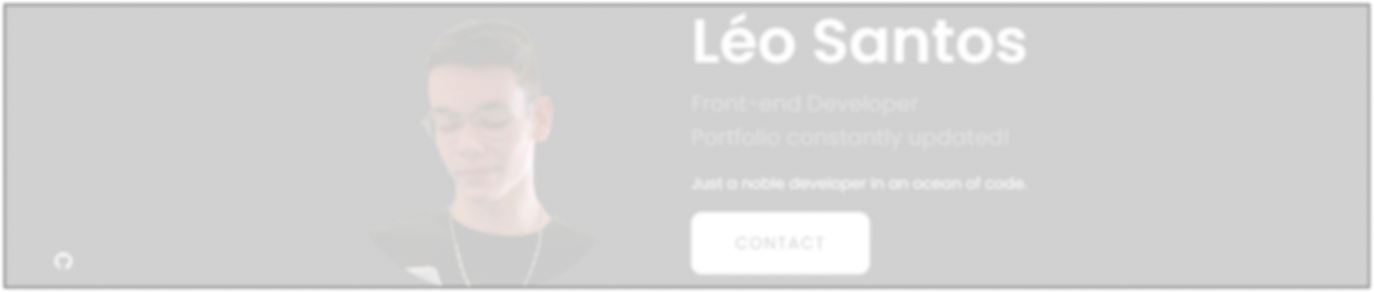 Léo Santos
Front-end Developer
Portfolio constantly updated!
Just a noble developer in an ocean of code.
CONTACT